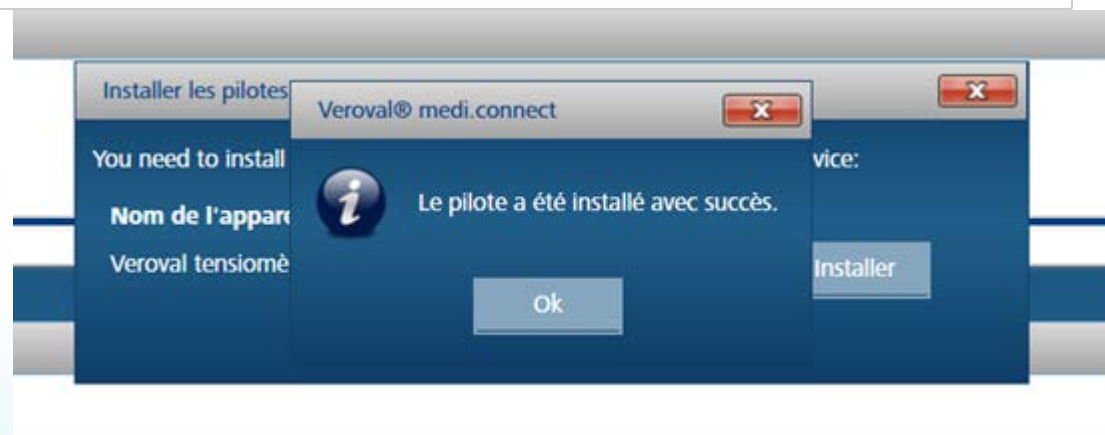 Installer les pilotes
Veroval® medi.connect
You need to install
vice:
Le pilote a été installé avec succès.
Nom de l'appare
Veroval tensiomè
Installer
Ok